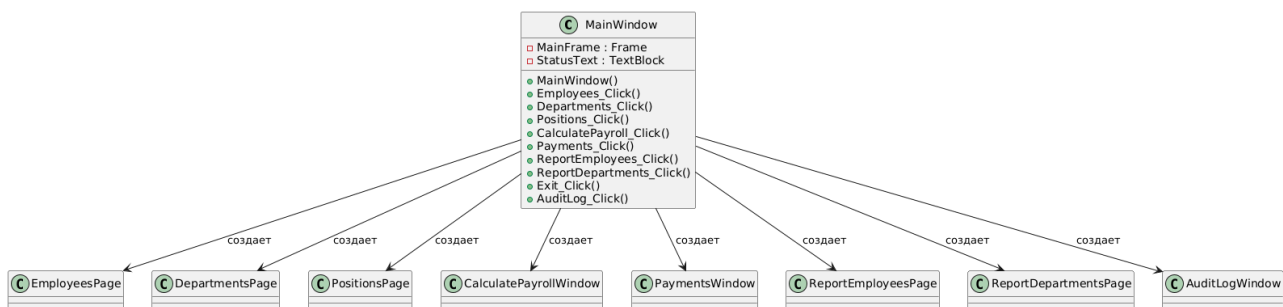 C MainWindow
MainFrame : Frame
StatusText : TextBlock
MainWindow()
Employees_Click()
Departments_Click()
Positions_Click()
CalculatePayroll_Click()
Payments_Click()
ReportEmployees_Click()
ReportDepartments_Click()
Exit_Click()
AuditLog_Click()
создает создает создает создает создает создает создает создает
C EmployeesPage C DepartmentsPage C PositionsPage C CalculatePayrollWindow C PaymentsWindow C ReportEmployeesPage C ReportDepartmentsPage C AuditLogWindow